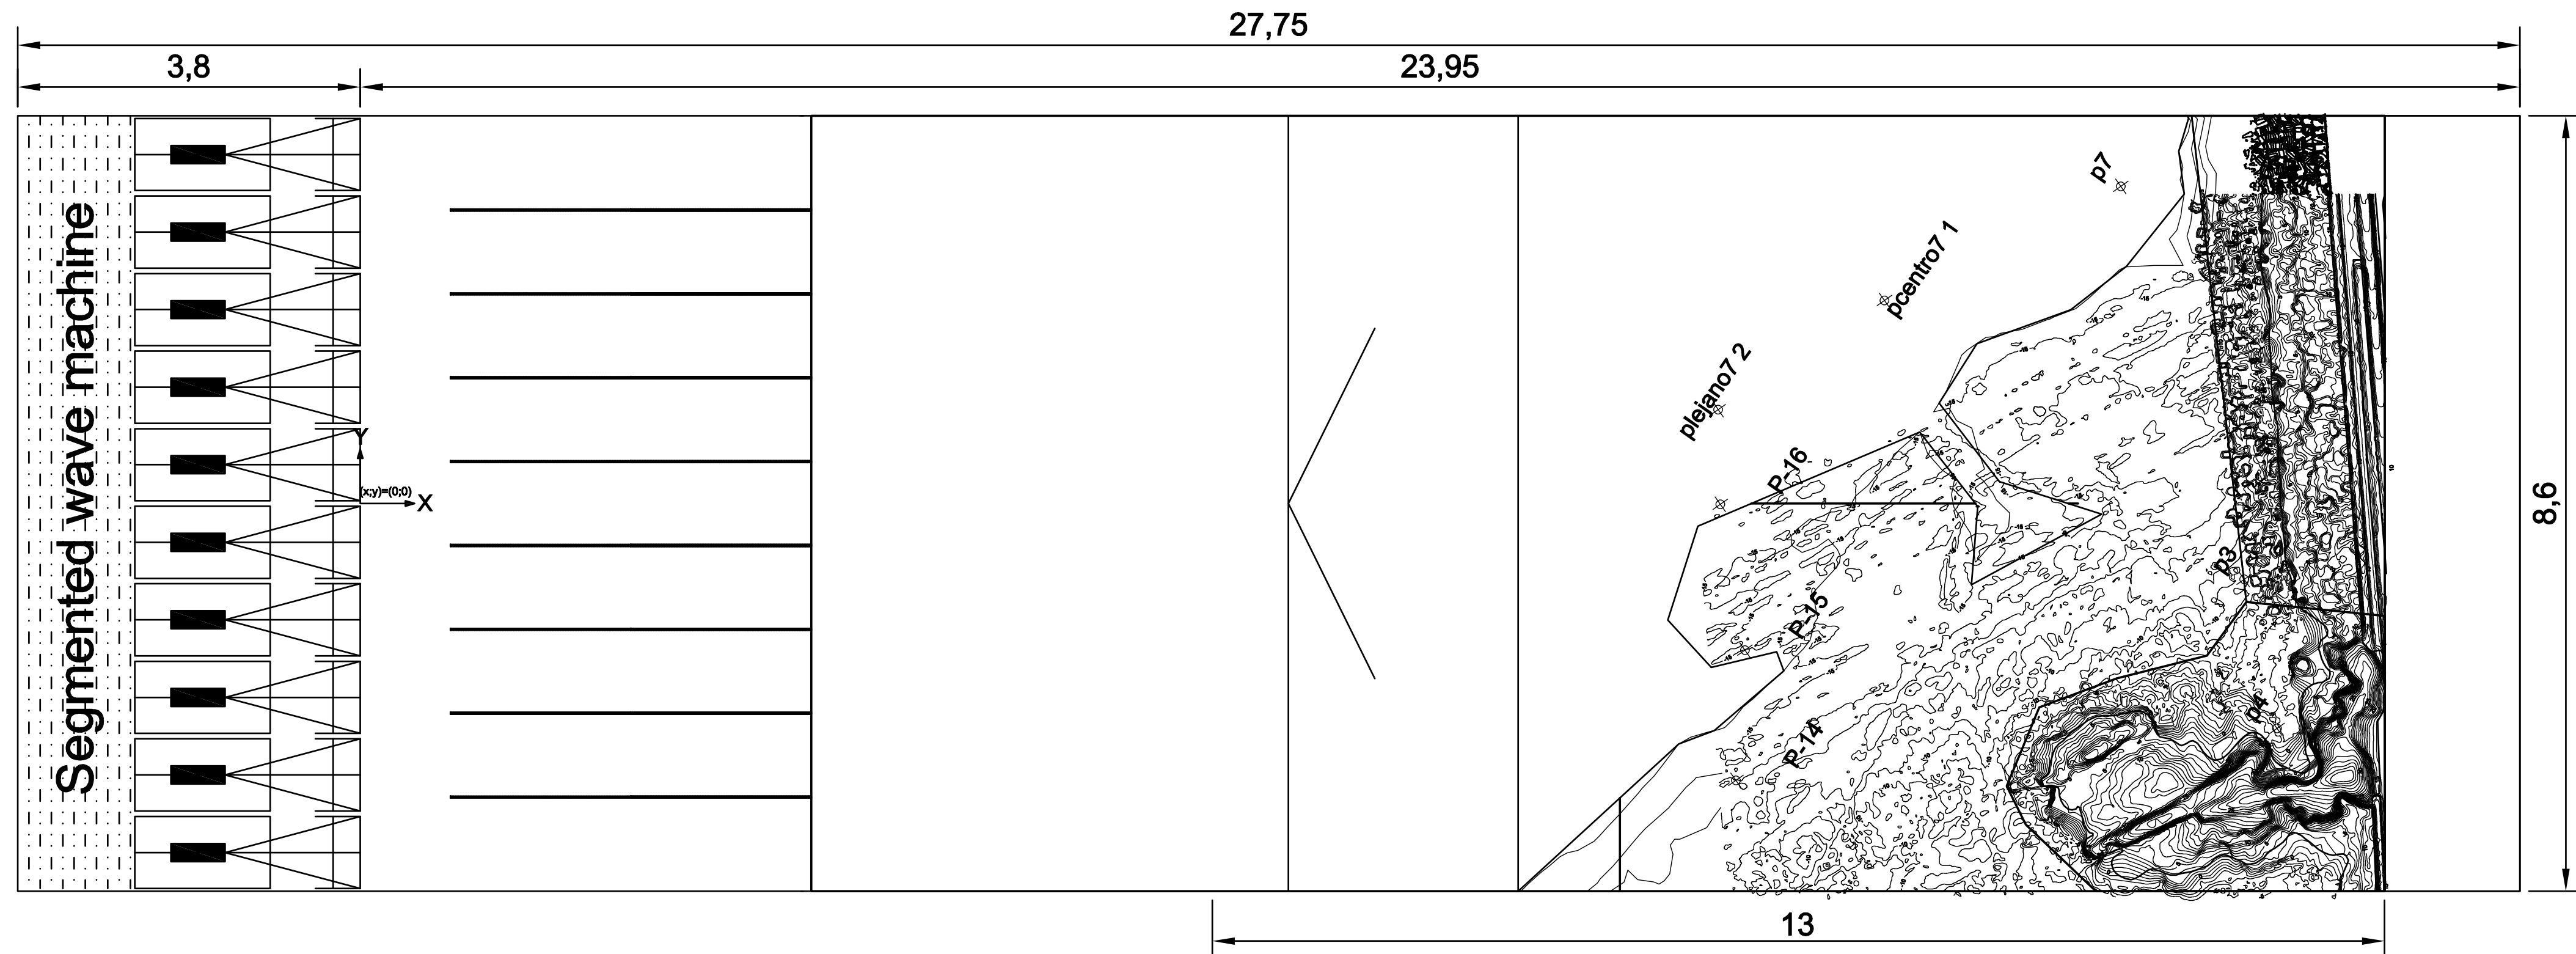 27,75
3,8
23,95
Segmented wave machine
Y
(x;y)=(0;0)
X
p7
pcentro7 1
plejano7 2
P-16
8,6
p3
P-15
p4
P-14
13